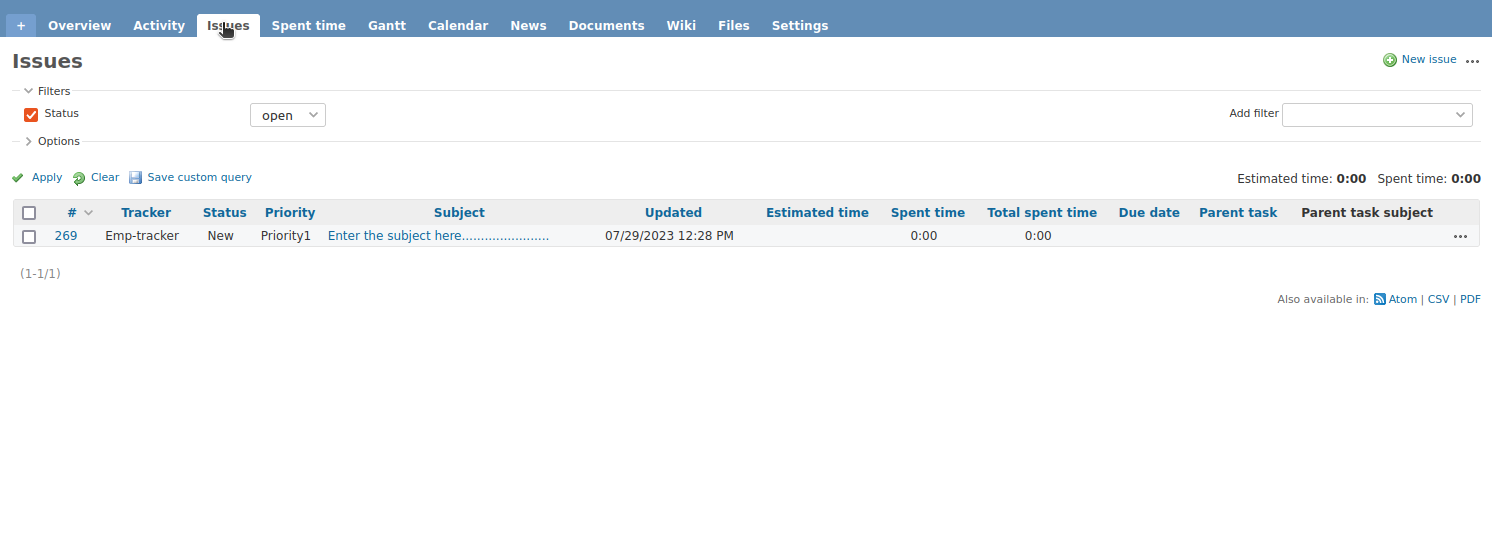 + Overview Activity Issues Spent time Gantt Calendar News Documents Wiki Files Settings
Issues
New issue ...
Filters
Status open Add filter
Options
Apply Clear Save custom query Estimated time: 0:00 Spent time: 0:00
# Tracker Status Priority Subject Updated Estimated time Spent time Total spent time Due date Parent task Parent task subject
269 Emp-tracker New Priority1 Enter the subject here....................... 07/29/2023 12:28 PM 0:00 0:00 ...
(1-1/1)
Also available in: Atom | CSV | PDF